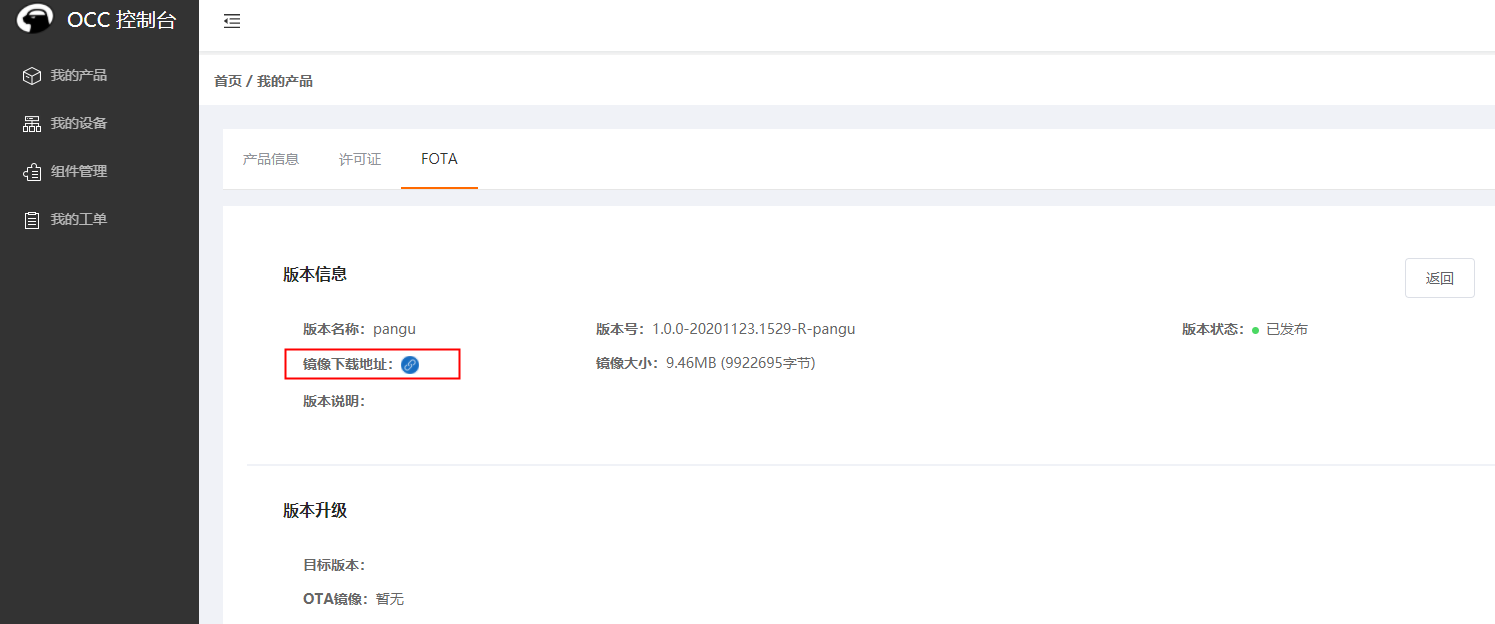 OCC 控制台
我的产品
我的设备
组件管理
我的工单
首页 / 我的产品
产品信息 许可证 FOTA
版本信息
返回
版本名称：pangu 版本号：1.0.0-20201123.1529-R-pangu 版本状态：已发布
镜像下载地址： 镜像大小：9.46MB (9922695字节)
版本说明：
版本升级
目标版本：
OTA镜像：暂无